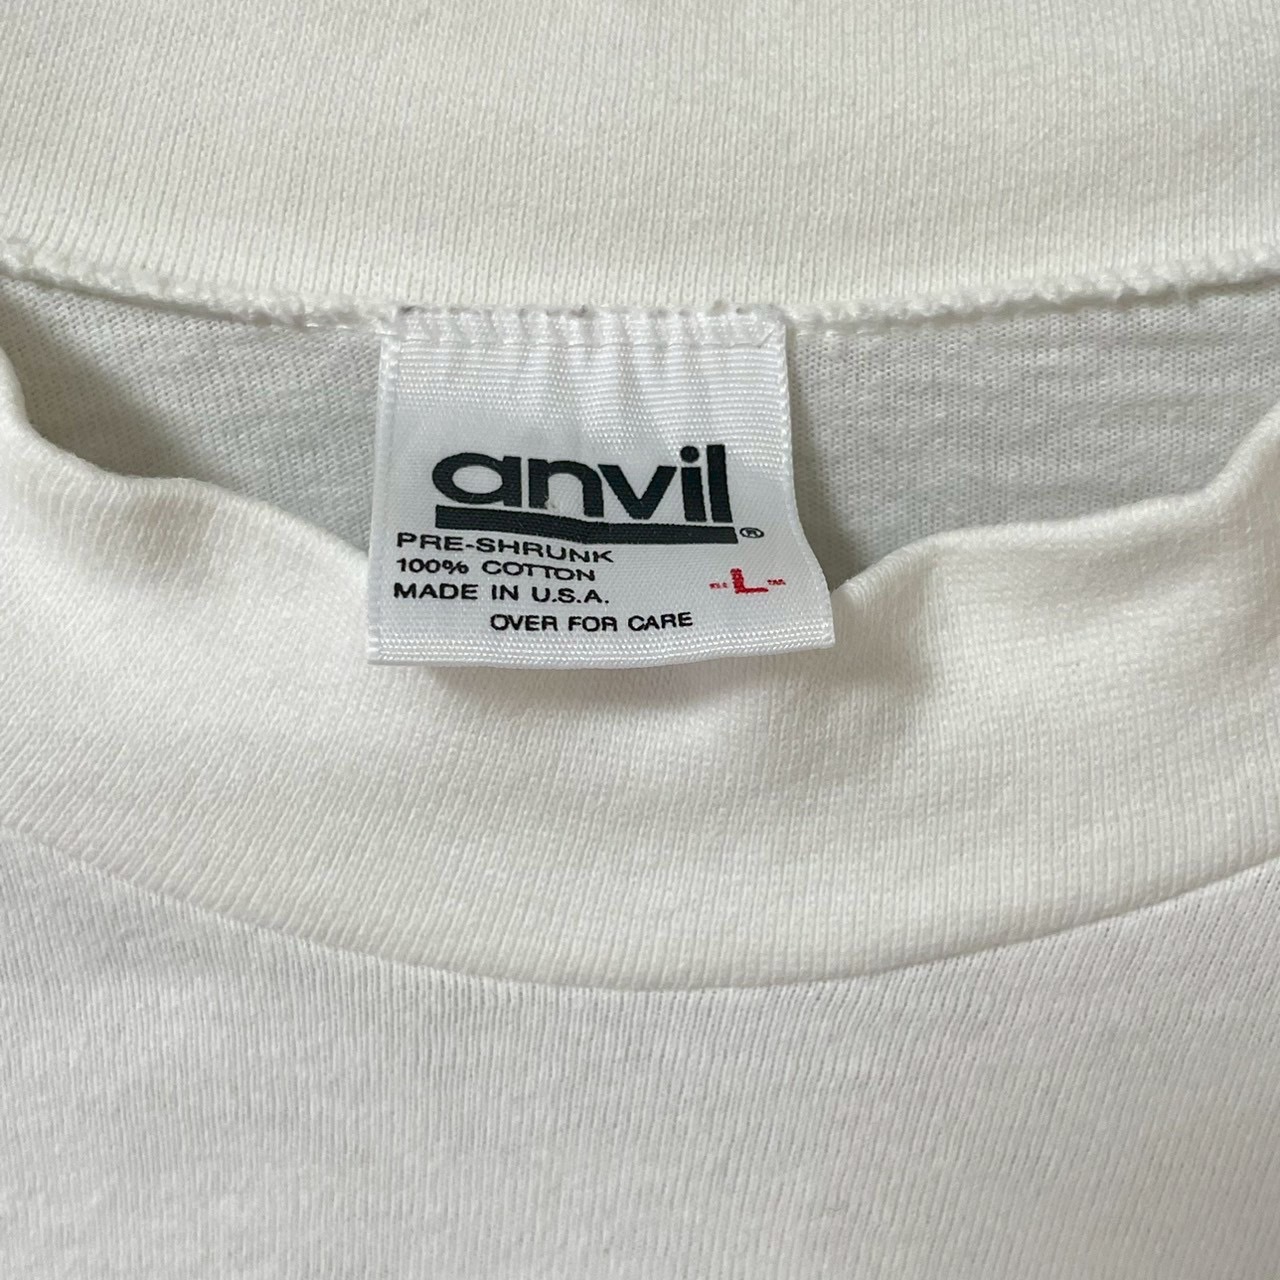 anvil®
PRE-SHRUNK
100% COTTON
MADE IN U.S.A.
L
OVER FOR CARE